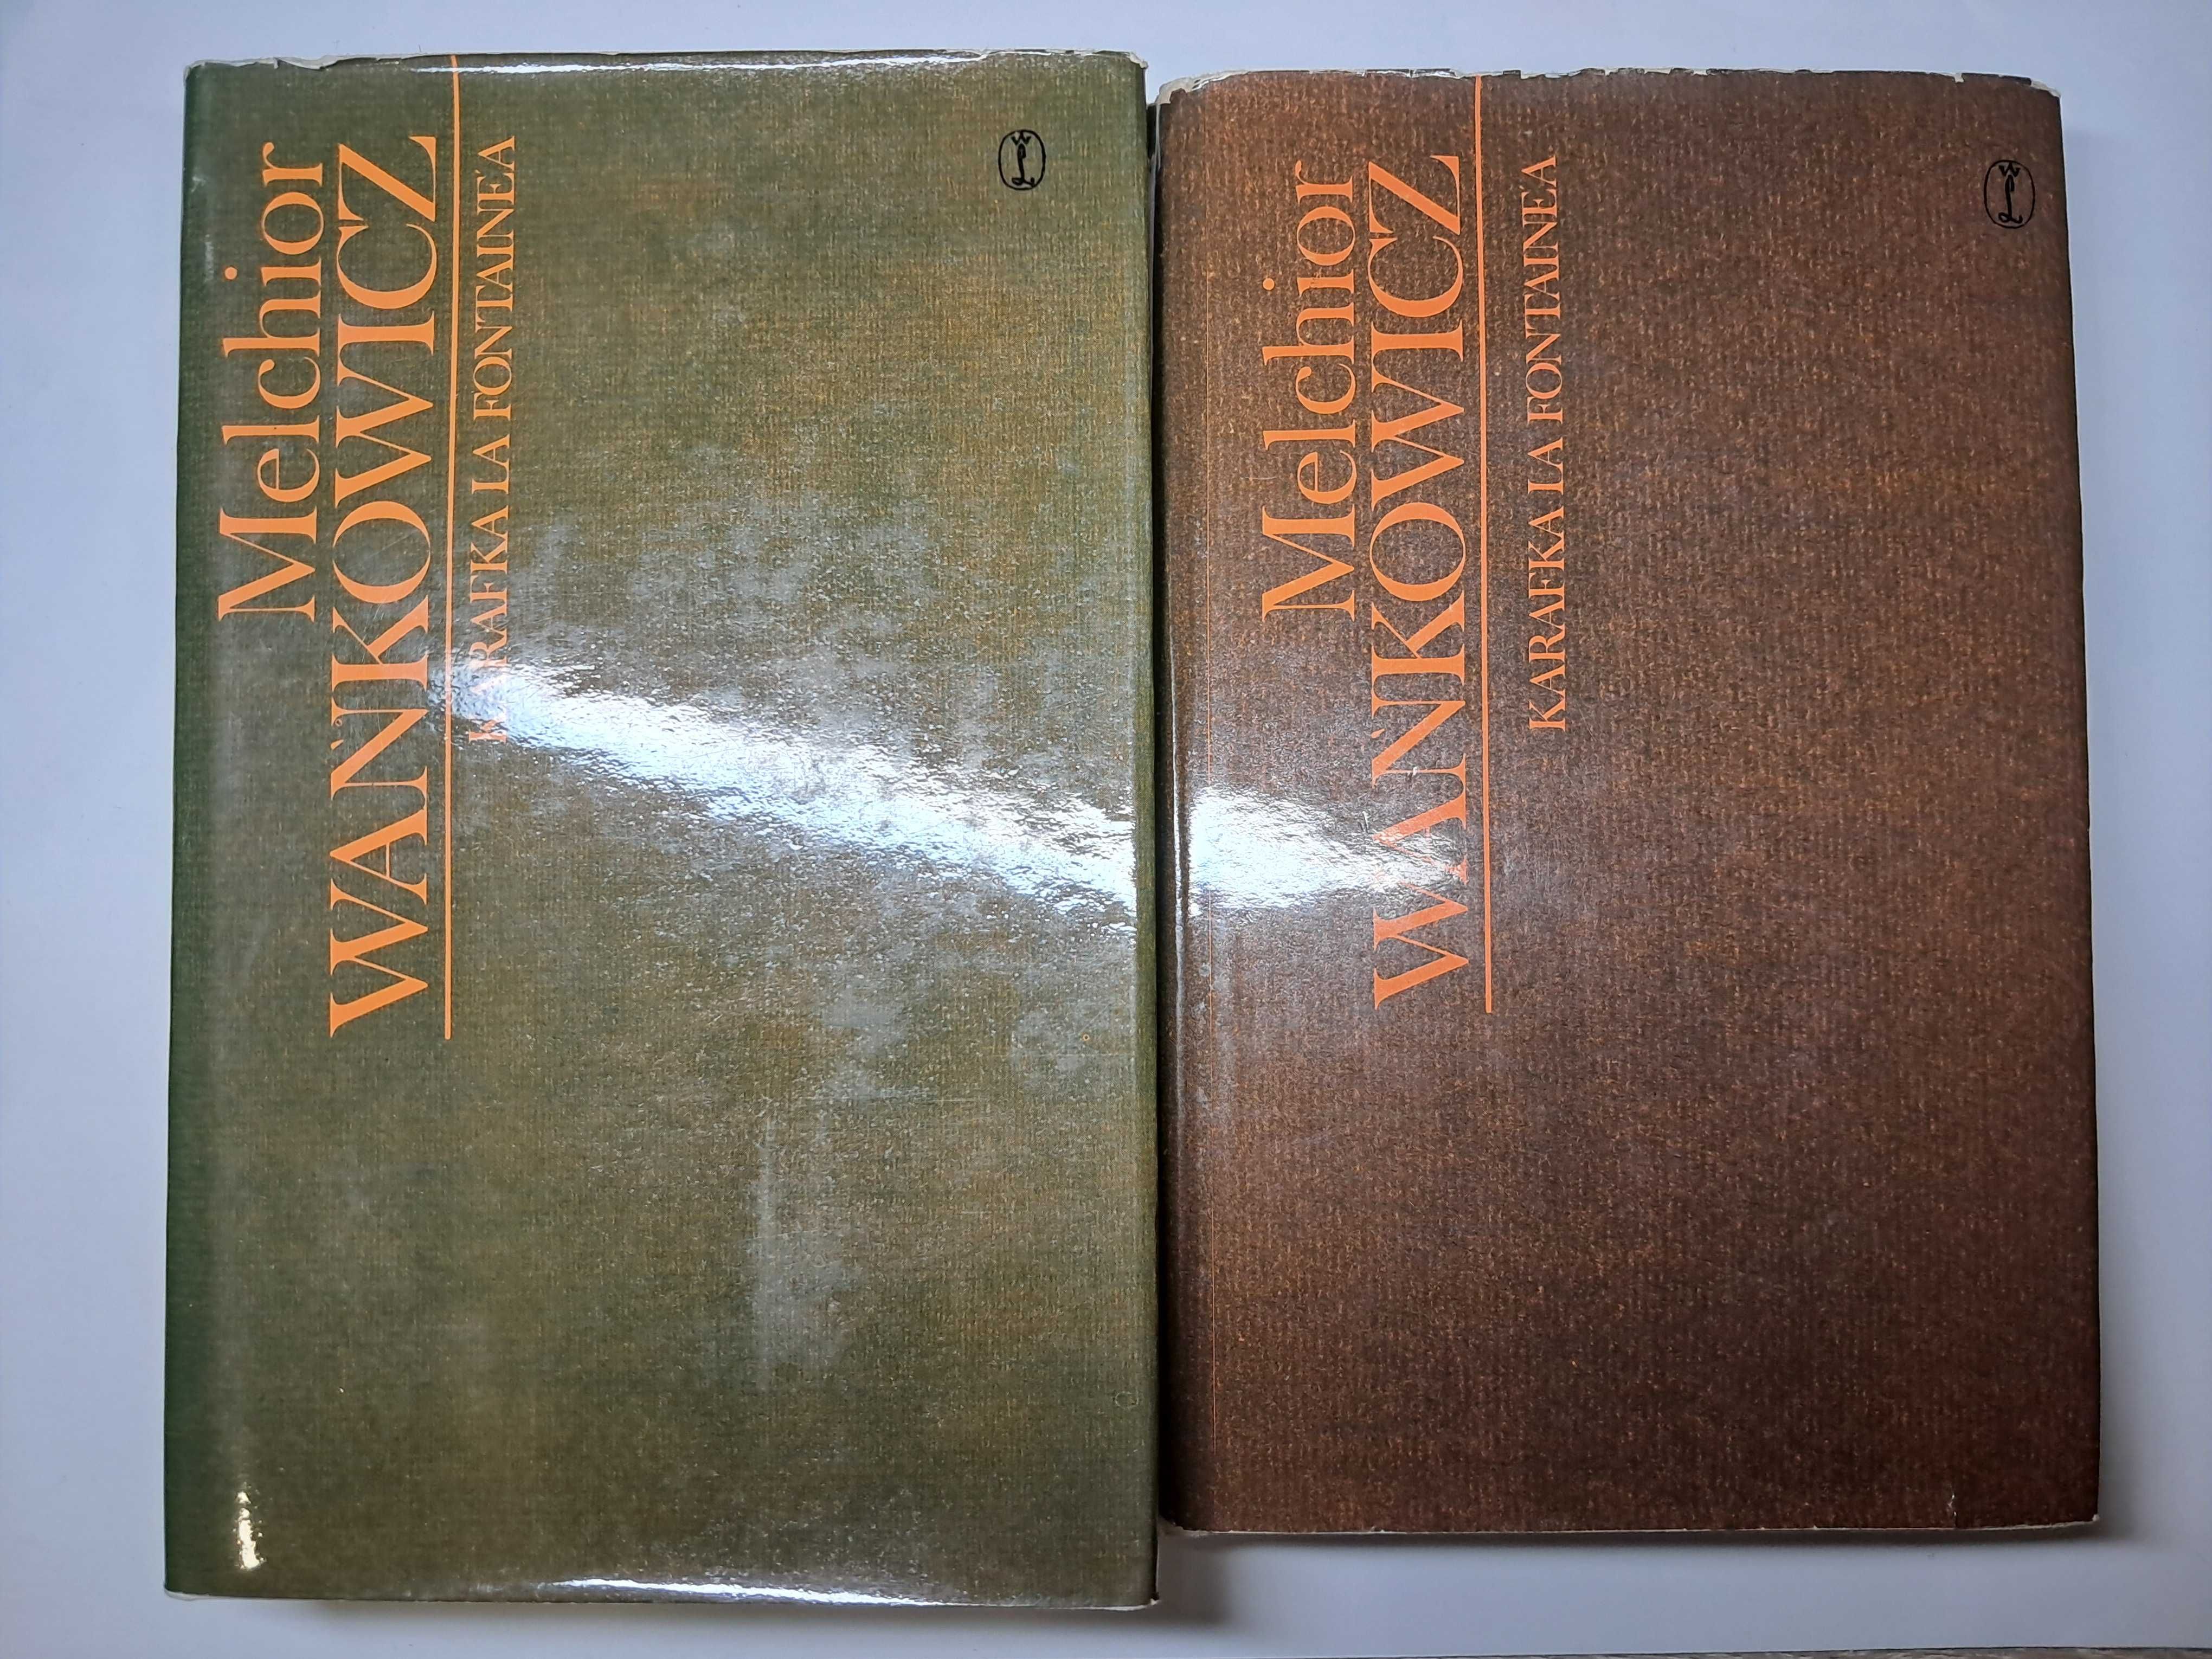 Melchior
WAŃKOWICZ
KARAFKA LA FONTAINE'A
Melchior
WAŃKOWICZ
KARAFKA LA FONTAINE'A